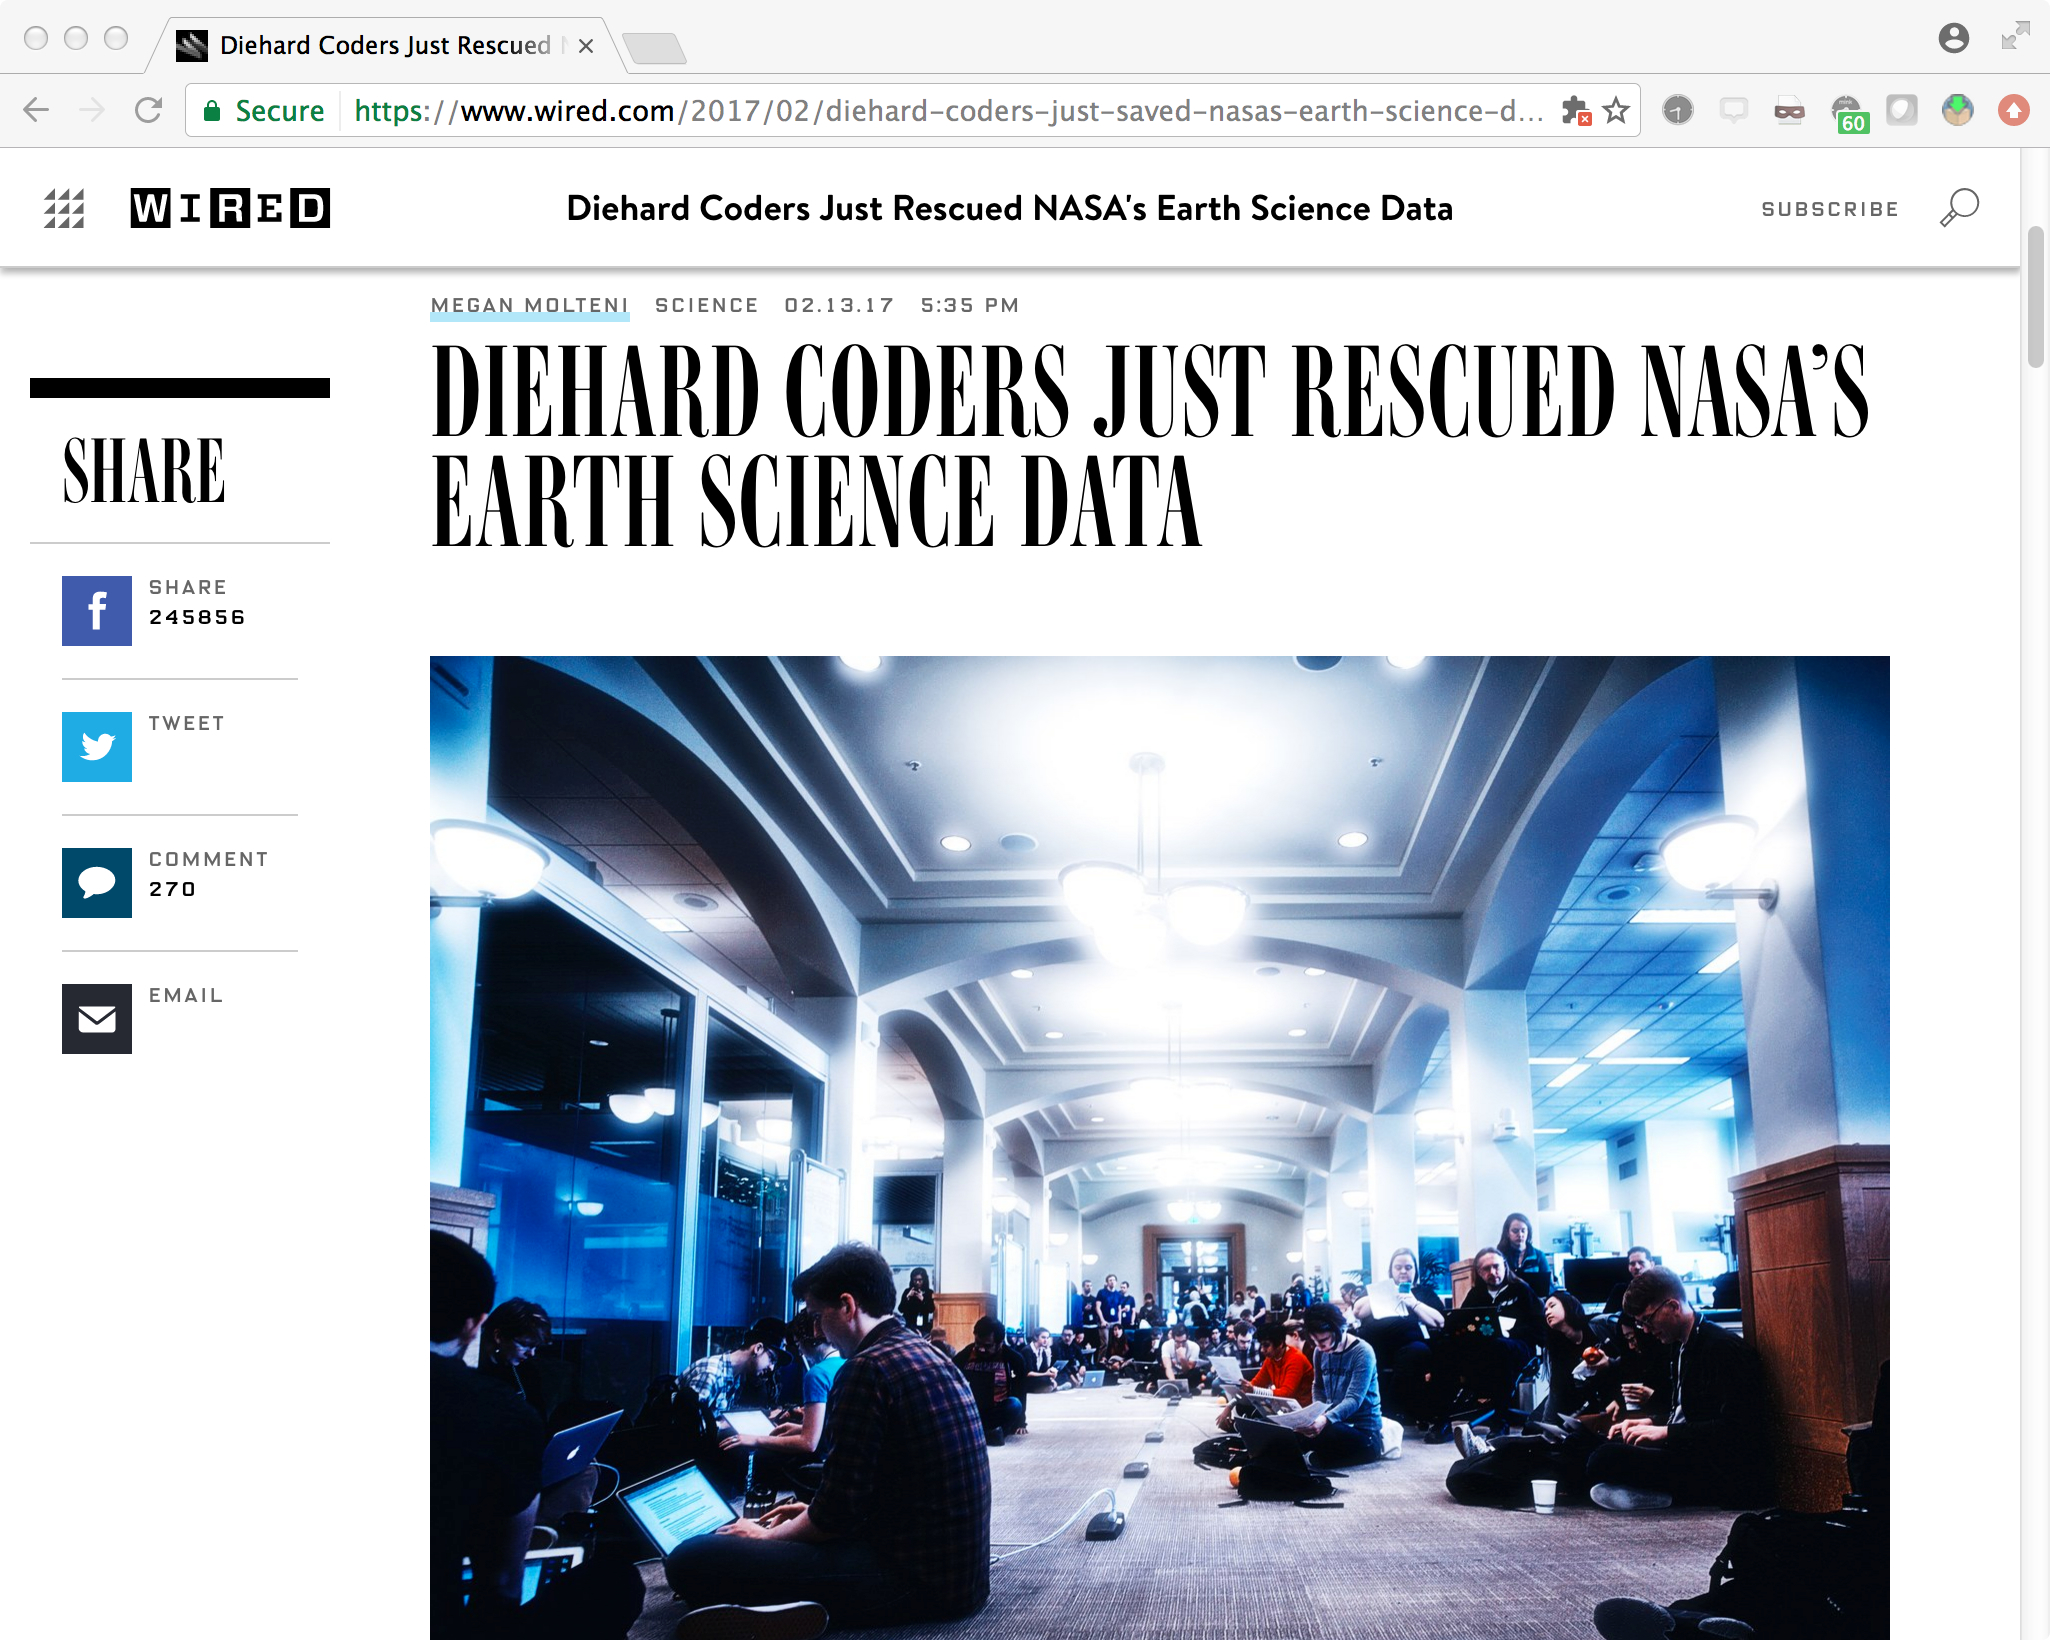 Diehard Coders Just Rescued
Secure https://www.wired.com/2017/02/diehard-coders-just-saved-nasas-earth-science-d...
60
WIRED
Diehard Coders Just Rescued NASA's Earth Science Data
SUBSCRIBE
MEGAN MOLTENI SCIENCE 02.13.17 5:35 PM
DIEHARD CODERS JUST RESCUED NASA’S
EARTH SCIENCE DATA
SHARE
SHARE
245856
TWEET
COMMENT
270
EMAIL